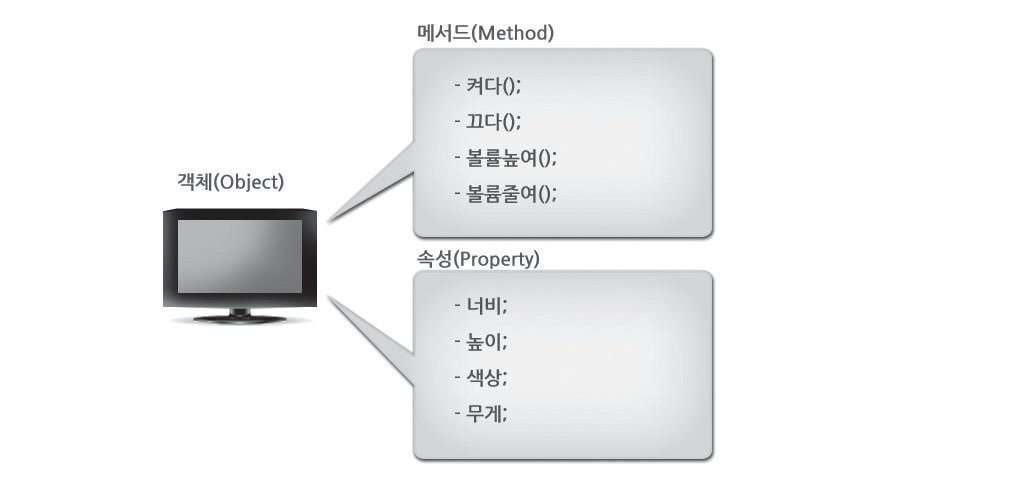 메서드(Method)
- 켜다();
- 끄다();
- 볼률높여();
- 볼륨줄여();
객체(Object)
속성(Property)
- 너비;
- 높이;
- 색상;
- 무게;